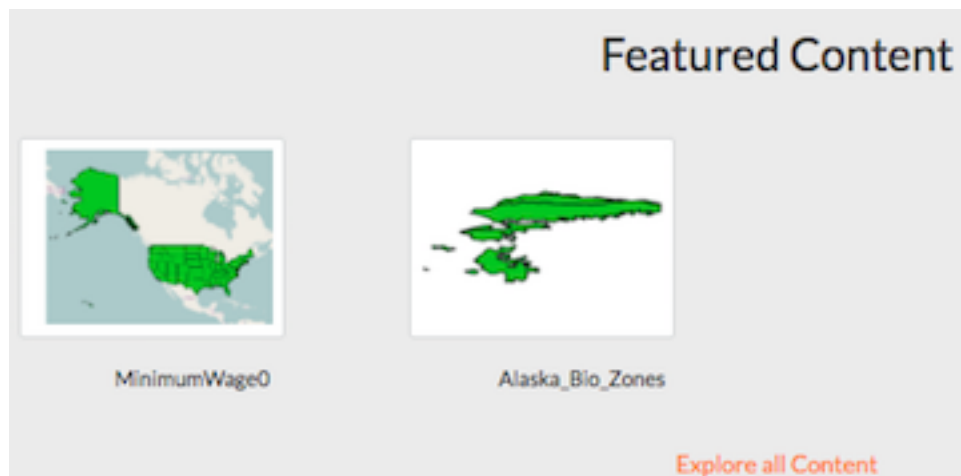 Featured Content
MinimumWage0
Alaska_Bio_Zones
Explore all Content